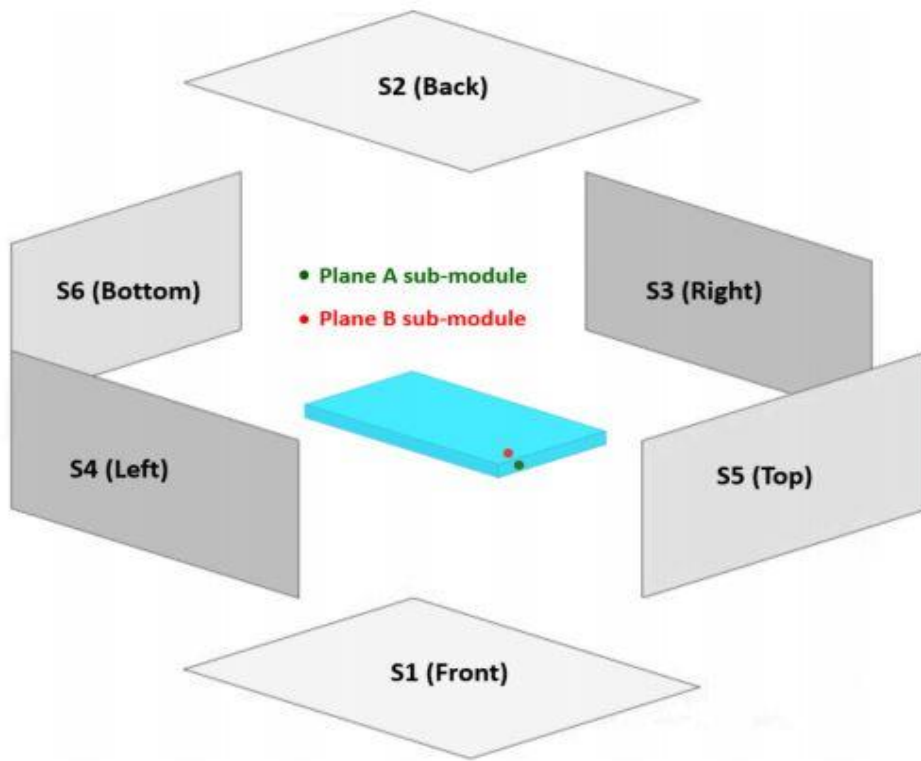 S2 (Back)
S6 (Bottom)
Plane A sub-module
S3 (Right)
Plane B sub-module
S4 (Left)
S5 (Top)
S1 (Front)